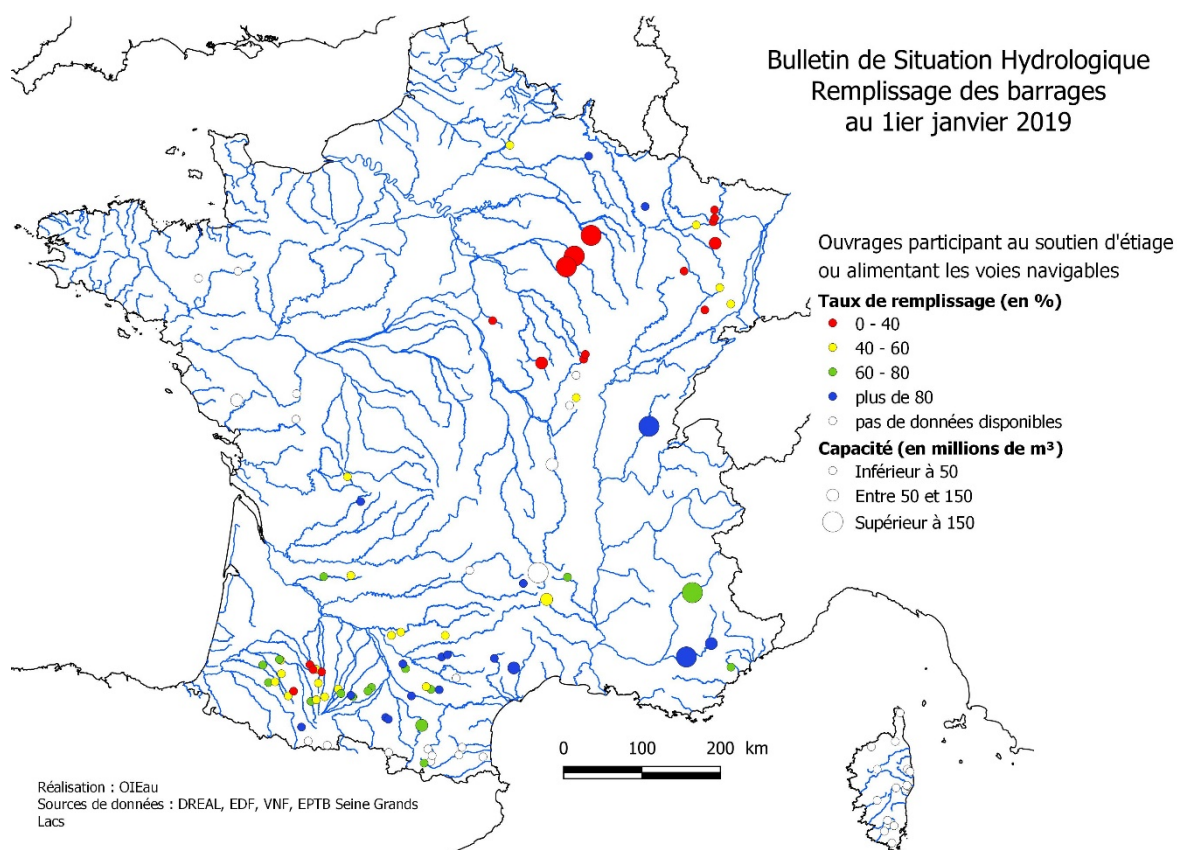 Bulletin de Situation Hydrologique
Remplissage des barrages
au 1ier janvier 2019
Ouvrages participant au soutien d'étiage
ou alimentant les voies navigables
Taux de remplissage (en %)
0 - 40
40 - 60
60 - 80
plus de 80
pas de données disponibles
Capacité (en millions de m³)
Inférieur à 50
Entre 50 et 150
Supérieur à 150
0 100 200 km
Réalisation : OIEau
Sources de données : DREAL, EDF, VNF, EPTB Seine Grands
Lacs